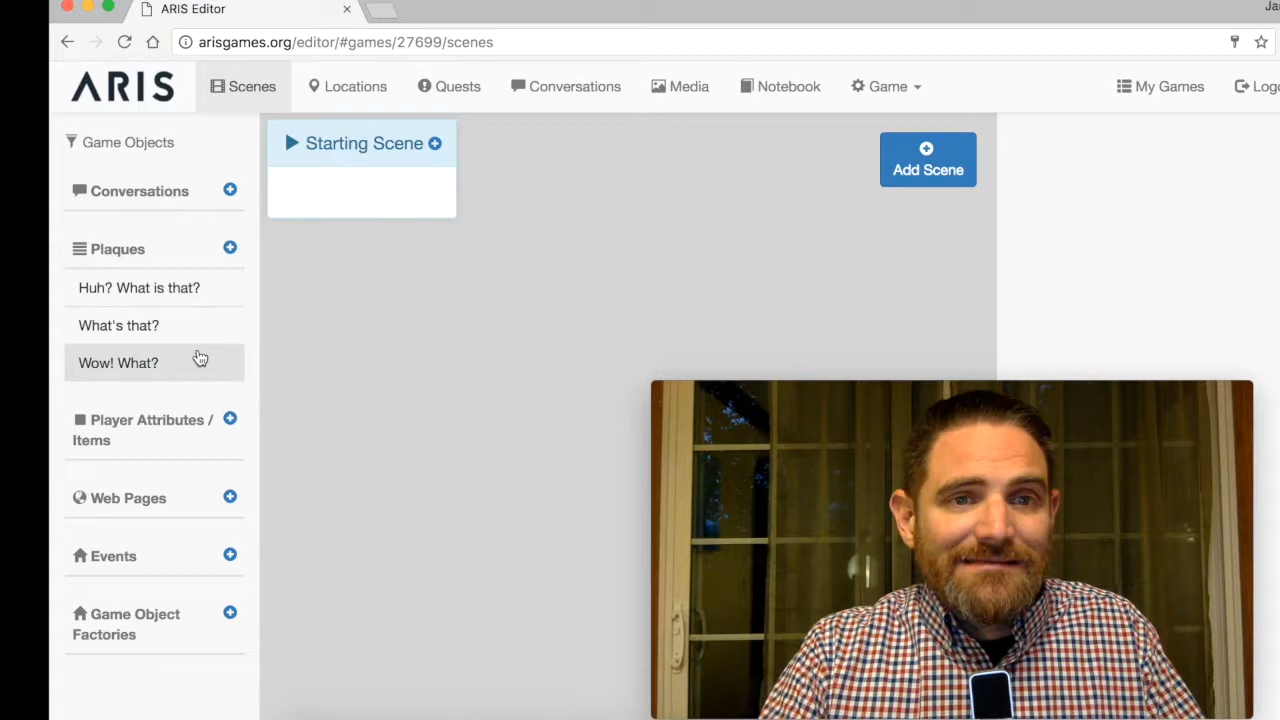 ARIS Editor
Ja
arisgames.org/editor/#games/27699/scenes
ARIS
Scenes
Locations
Quests
Conversations
Media
Notebook
Game
My Games
Logo
Game Objects
Starting Scene
Add Scene
Conversations
Plaques
Huh? What is that?
What's that?
Wow! What?
Player Attributes /
Items
Web Pages
Events
Game Object
Factories